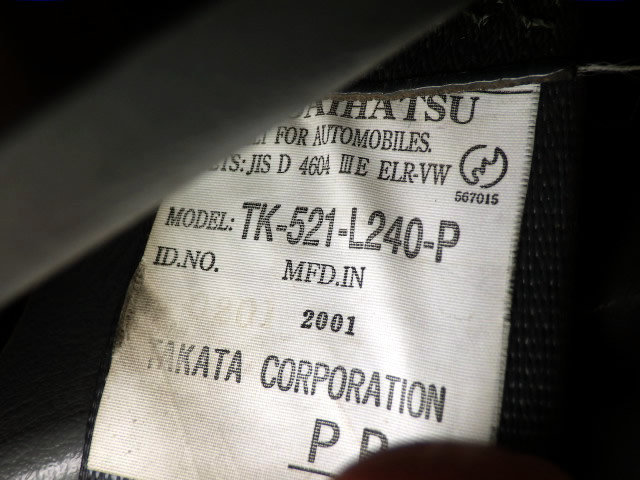 DAIHATSU
FOR AUTOMOBILES.
JIS D 4604 III E ELR-VW
567015
MODEL: TK-521-L240-P
ID.NO. MFD.IN
2001
TAKATA CORPORATION
P P